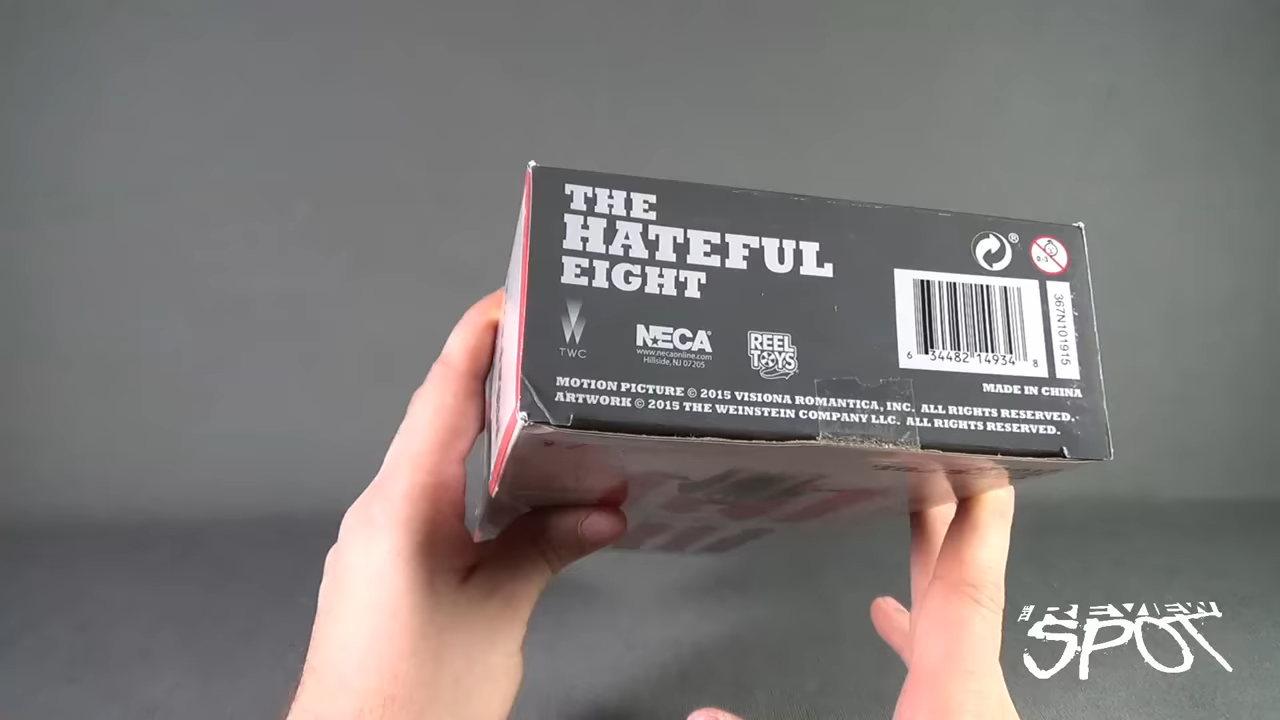 THE
HATEFUL
EIGHT
TWC
NECA®
www.necaonline.com
Hillside, NJ 07205
REEL
TOYS
®
0-3
6 34482 14934 8
367N101915
MADE IN CHINA
MOTION PICTURE © 2015 VISIONA ROMANTICA, INC. ALL RIGHTS RESERVED.
ARTWORK © 2015 THE WEINSTEIN COMPANY LLC. ALL RIGHTS RESERVED.
THE REVIEW
SPOT